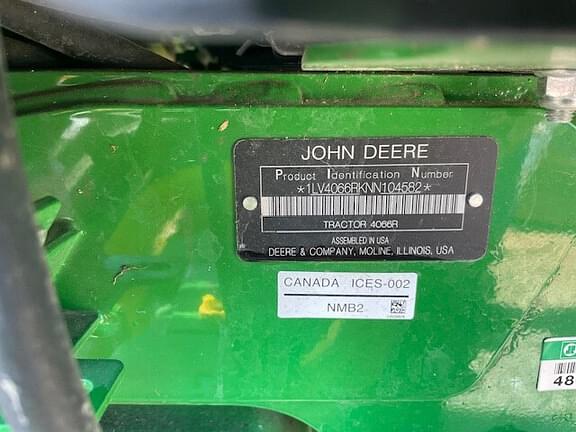 JOHN DEERE
Product Identification Number
*1LV4066RKNN104582*
TRACTOR 4066R
ASSEMBLED IN USA
DEERE & COMPANY, MOLINE, ILLINOIS, USA
CANADA ICES-002
NMB2
48